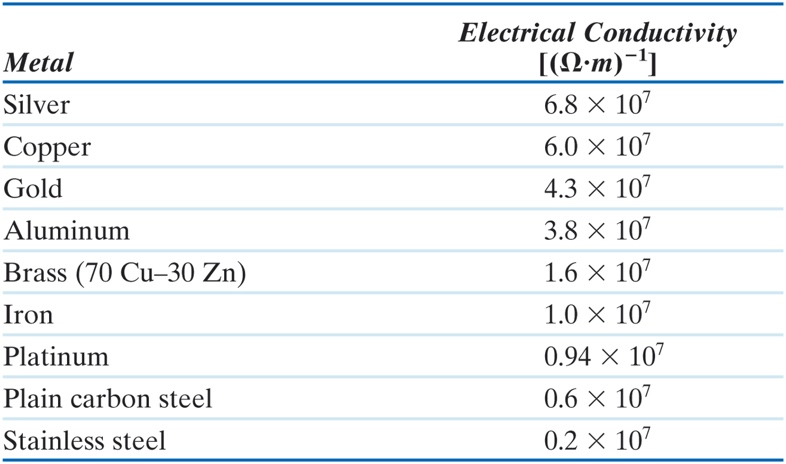 Electrical Conductivity
Metal [(Ω·m)⁻¹]
Silver 6.8 × 10⁷
Copper 6.0 × 10⁷
Gold 4.3 × 10⁷
Aluminum 3.8 × 10⁷
Brass (70 Cu–30 Zn) 1.6 × 10⁷
Iron 1.0 × 10⁷
Platinum 0.94 × 10⁷
Plain carbon steel 0.6 × 10⁷
Stainless steel 0.2 × 10⁷